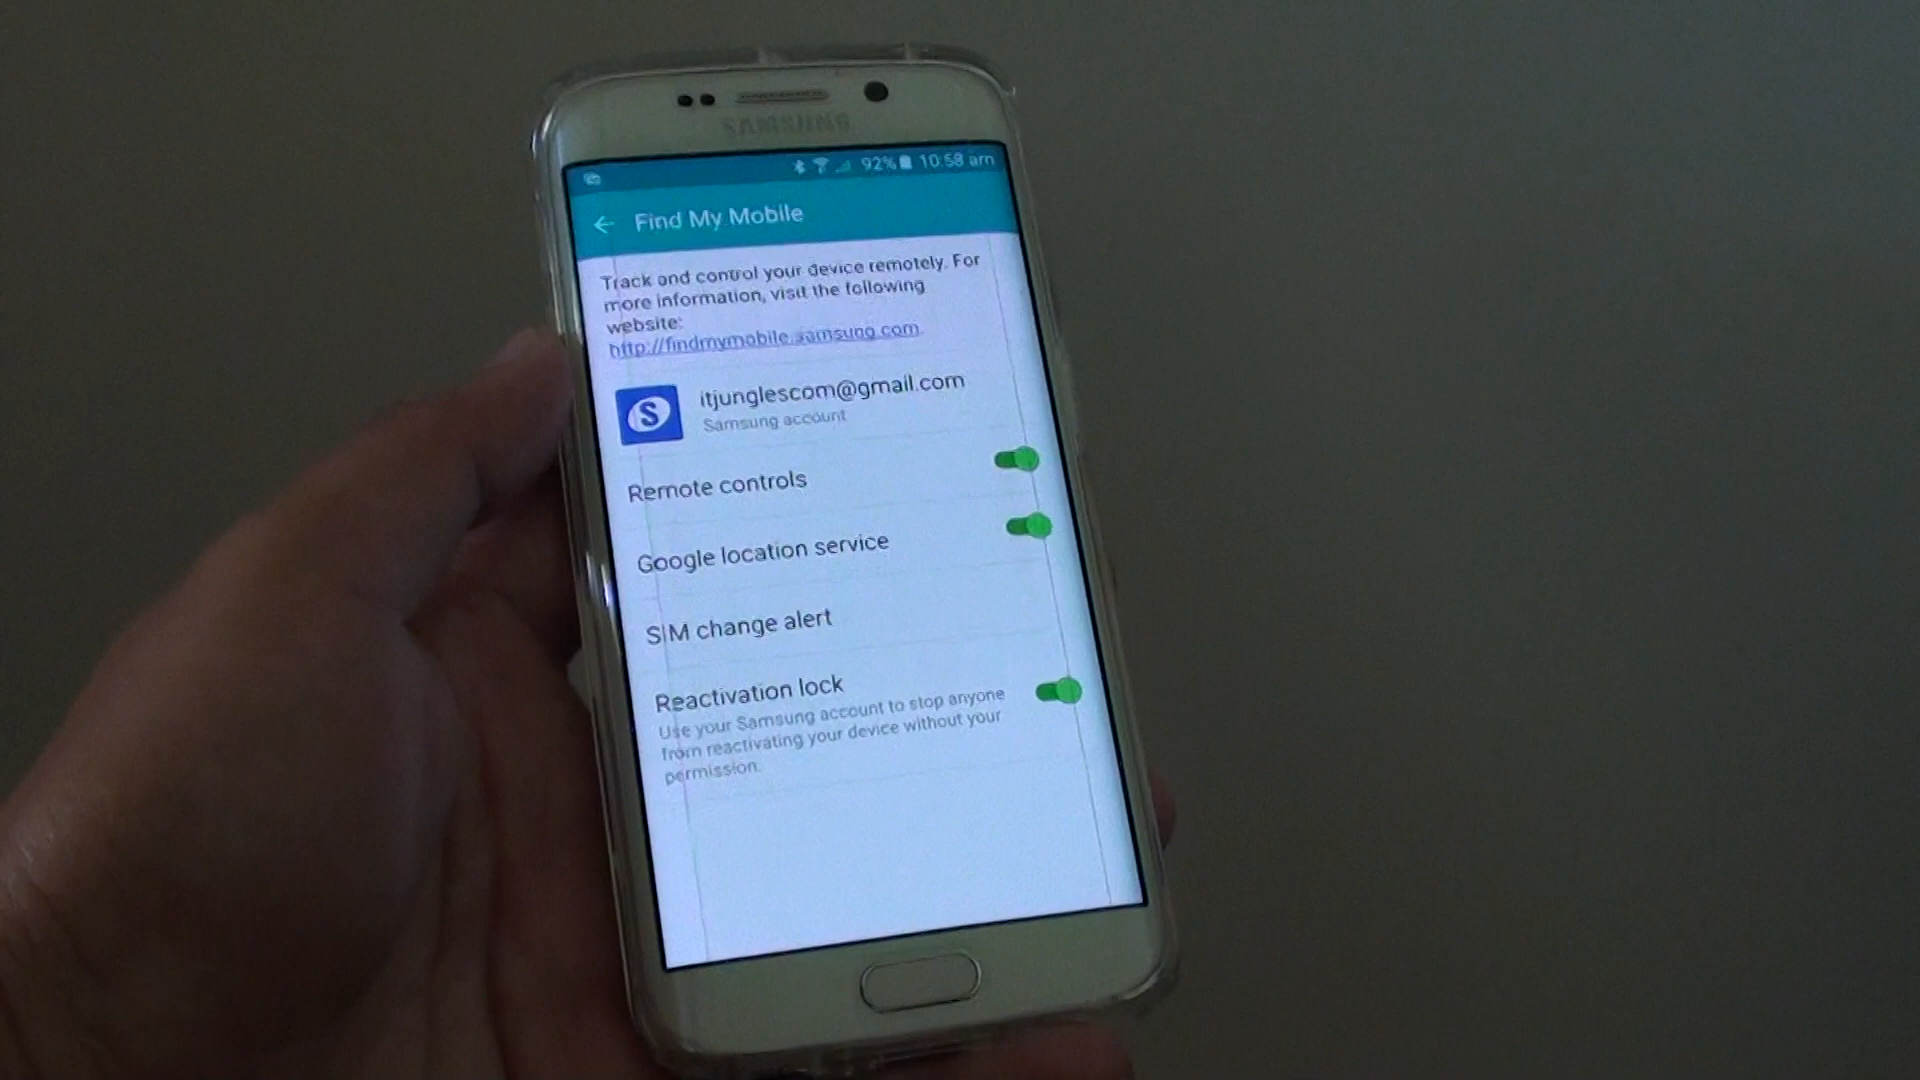 SAMSUNG
92% 10:58 am
Find My Mobile
Track and control your device remotely. For
more information, visit the following
website:
http://findmymobile.samsung.com
S
itjunglescom@gmail.com
Samsung account
Remote controls
Google location service
SIM change alert
Reactivation lock
Use your Samsung account to stop anyone
from reactivating your device without your
permission.